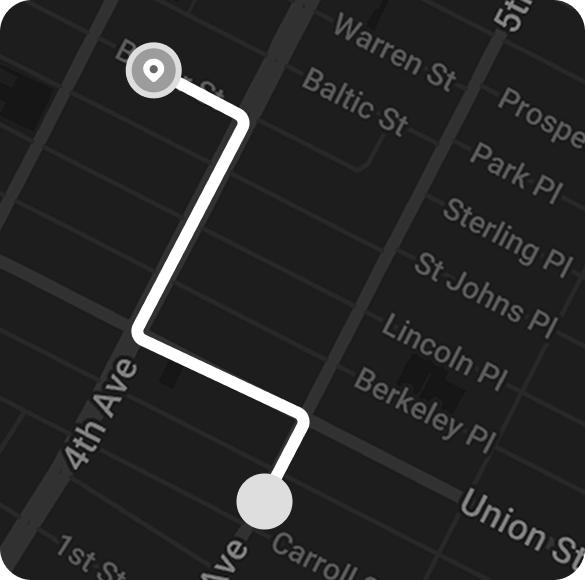 5th
Warren St
Baltic St
Prospe
Park Pl
Sterling Pl
St Johns Pl
Lincoln Pl
Berkeley Pl
4th Ave
Union St
Carroll
1st St
Ave